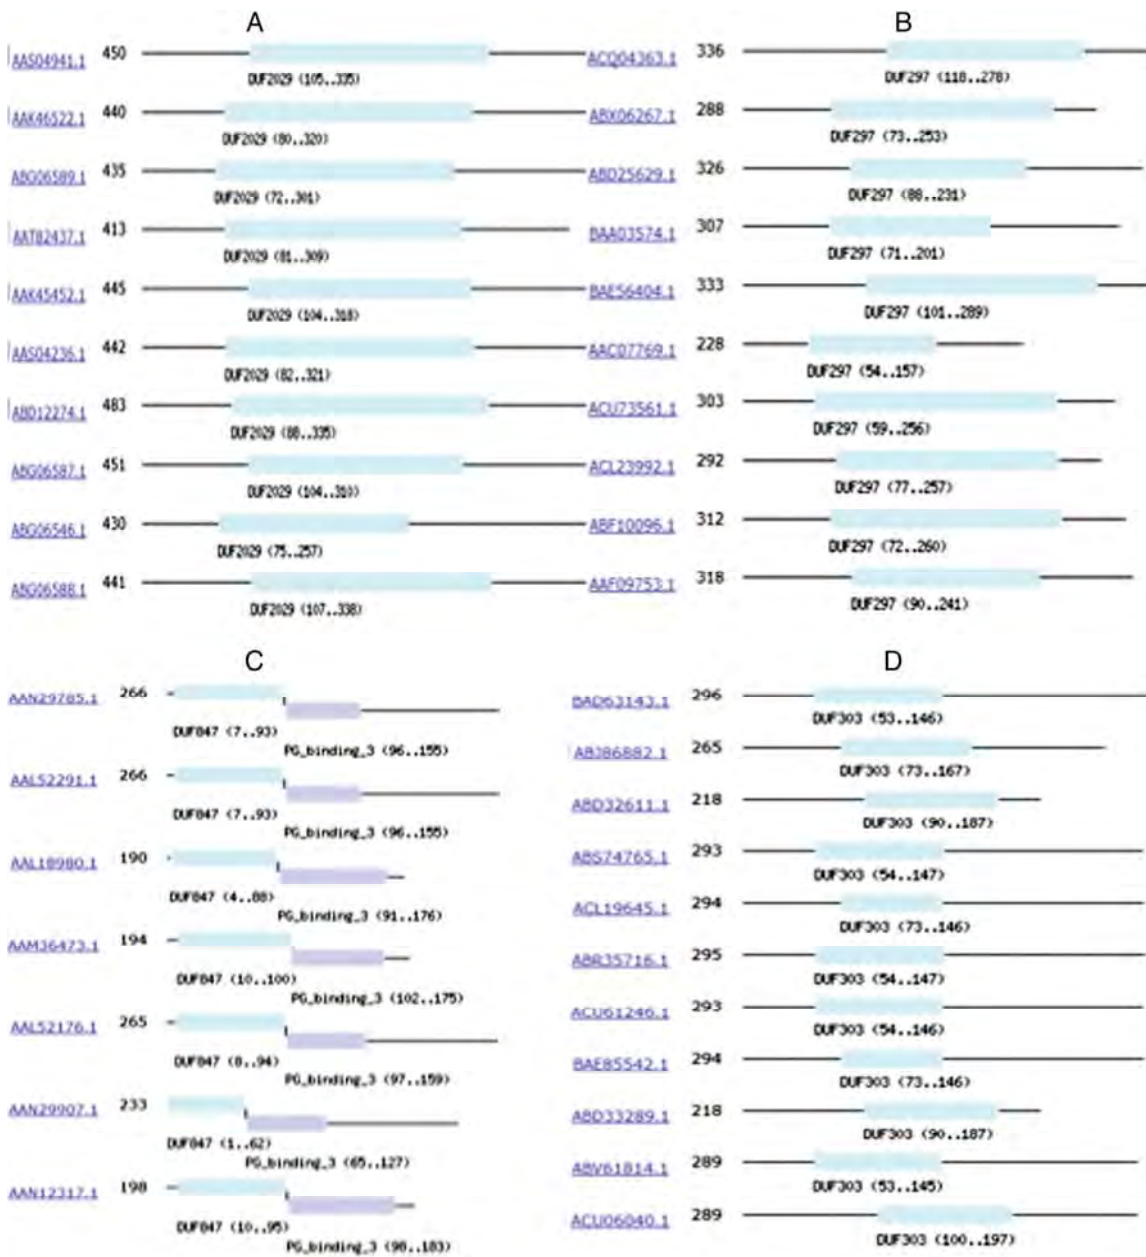 A
AAS04941.1 450
DUF2029 (105..335)
AAK46522.1 440
DUF2029 (80..320)
ABG06589.1 435
DUF2029 (72..301)
AAT82437.1 413
DUF2029 (81..309)
AAK45452.1 445
DUF2029 (104..318)
AAS04236.1 442
DUF2029 (82..321)
ABD12274.1 483
DUF2029 (88..335)
ABG06587.1 451
DUF2029 (104..310)
ABG06546.1 430
DUF2029 (75..257)
ABG06588.1 441
DUF2029 (107..338)
B
ACQ04363.1 336
DUF297 (118..278)
ABX06267.1 288
DUF297 (73..253)
ABD25629.1 326
DUF297 (88..231)
BAA03574.1 307
DUF297 (71..201)
BAE56404.1 333
DUF297 (101..289)
AAC07769.1 228
DUF297 (54..157)
ACU73561.1 303
DUF297 (59..256)
ACL23992.1 292
DUF297 (77..257)
ABF10096.1 312
DUF297 (72..260)
AAF09753.1 318
DUF297 (90..241)
C
AAN29785.1 266
DUF847 (7..93)
PG_binding_3 (96..155)
AAL52291.1 266
DUF847 (7..93)
PG_binding_3 (96..155)
AAL18980.1 190
DUF847 (4..88)
PG_binding_3 (91..176)
AAM36473.1 194
DUF847 (10..100)
PG_binding_3 (102..175)
AAL52176.1 265
DUF847 (8..94)
PG_binding_3 (97..159)
AAN29907.1 233
DUF847 (1..62)
PG_binding_3 (65..127)
AAN12317.1 198
DUF847 (10..95)
PG_binding_3 (98..183)
D
BAD63143.1 296
DUF303 (53..146)
ABJ86882.1 265
DUF303 (73..167)
ABD32611.1 218
DUF303 (90..187)
ABS74765.1 293
DUF303 (54..147)
ACL19645.1 294
DUF303 (73..146)
ABR35716.1 295
DUF303 (54..147)
ACU61246.1 293
DUF303 (54..146)
BAE85542.1 294
DUF303 (73..146)
ABD33289.1 218
DUF303 (90..187)
ABV61814.1 289
DUF303 (53..145)
ACU06040.1 289
DUF303 (100..197)